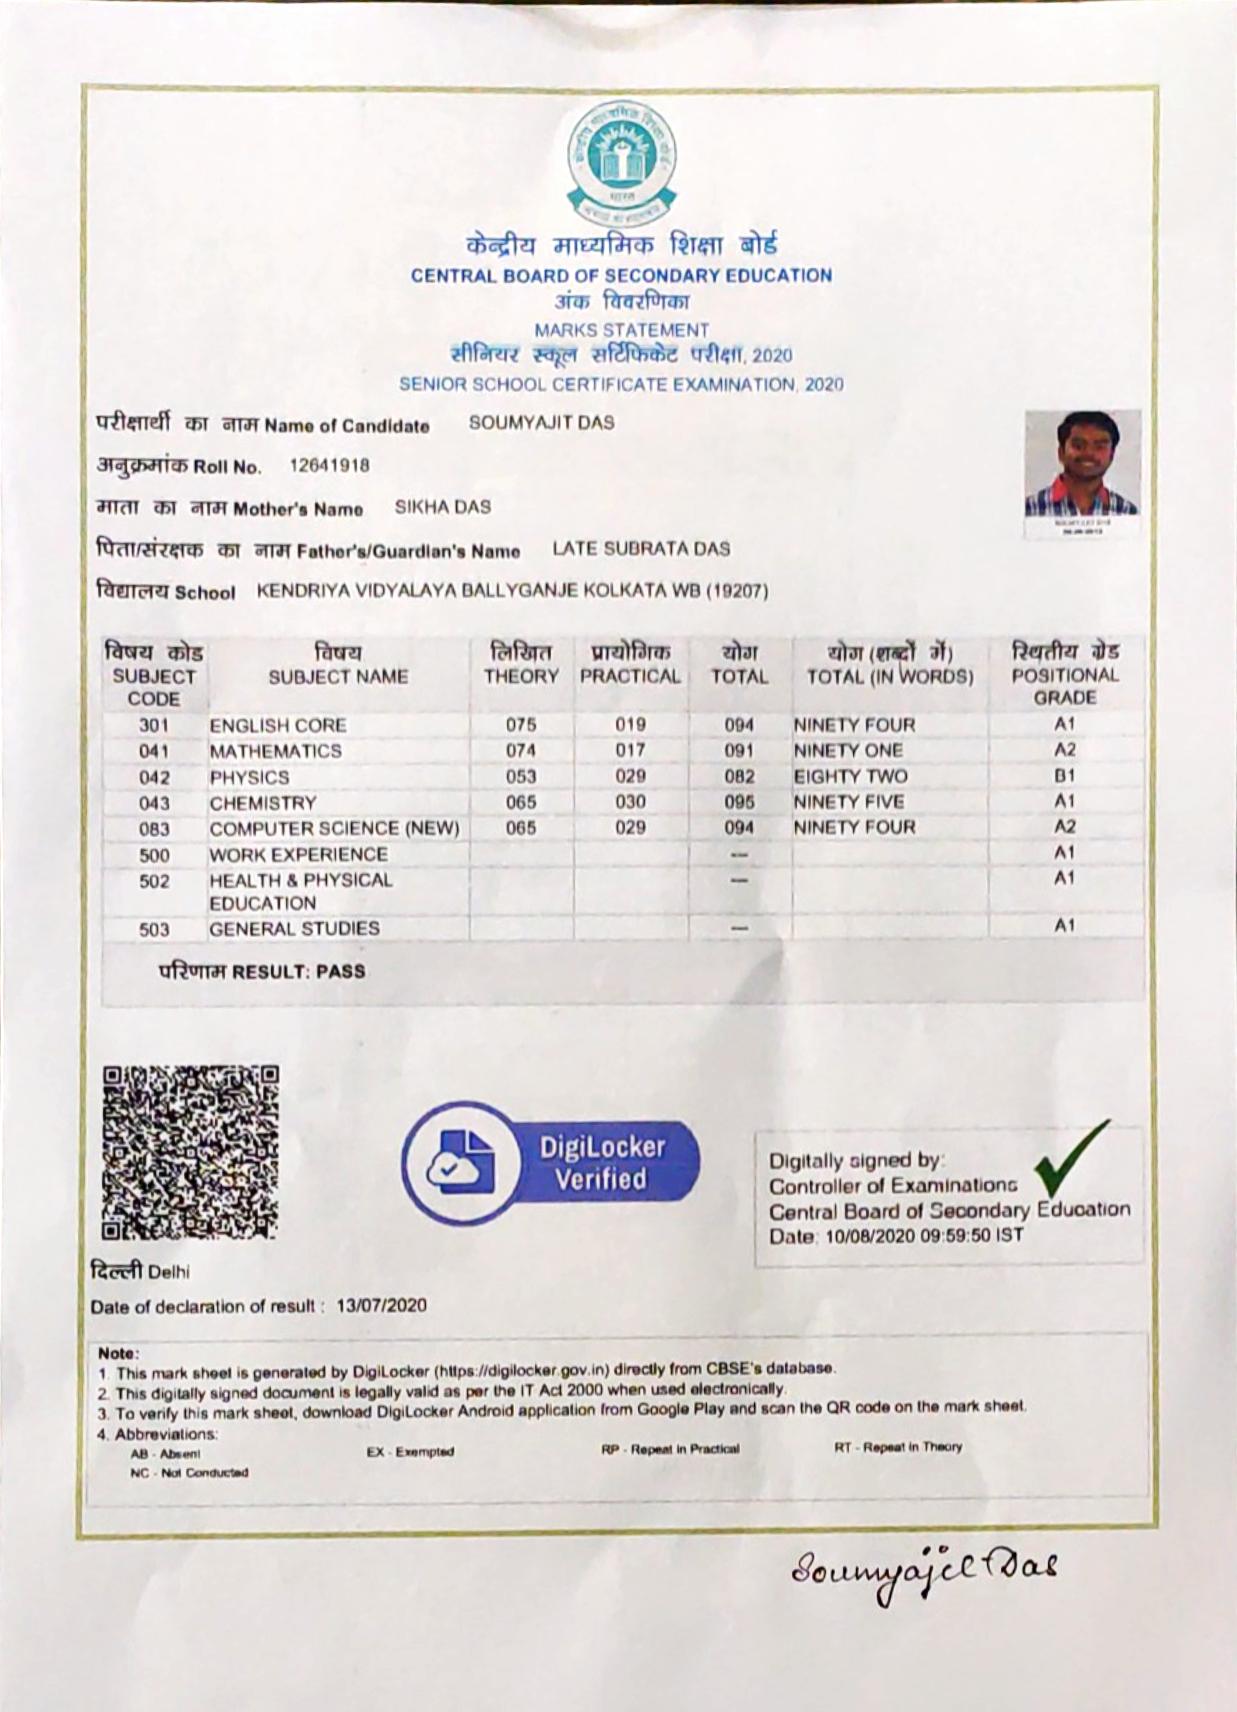 केन्द्रीय माध्यमिक शिक्षा बोर्ड
भारत
केन्द्रीय माध्यमिक शिक्षा बोर्ड
CENTRAL BOARD OF SECONDARY EDUCATION
अंक विवरणिका
MARKS STATEMENT
सीनियर स्कूल सर्टिफिकेट परीक्षा, 2020
SENIOR SCHOOL CERTIFICATE EXAMINATION, 2020
परीक्षार्थी का नाम Name of Candidate SOUMYAJIT DAS
अनुक्रमांक Roll No. 12641918
माता का नाम Mother's Name SIKHA DAS
पिता/संरक्षक का नाम Father's/Guardian's Name LATE SUBRATA DAS
विद्यालय School KENDRIYA VIDYALAYA BALLYGANJE KOLKATA WB (19207)
विषय कोड विषय लिखित प्रायोगिक योग योग (शब्दों में) स्थितीय ग्रेड
SUBJECT SUBJECT NAME THEORY PRACTICAL TOTAL TOTAL (IN WORDS) POSITIONAL
CODE GRADE
301 ENGLISH CORE 075 019 094 NINETY FOUR A1
041 MATHEMATICS 074 017 091 NINETY ONE A2
042 PHYSICS 053 029 082 EIGHTY TWO B1
043 CHEMISTRY 065 030 095 NINETY FIVE A1
083 COMPUTER SCIENCE (NEW) 065 029 094 NINETY FOUR A2
500 WORK EXPERIENCE -- A1
502 HEALTH & PHYSICAL -- A1
EDUCATION
503 GENERAL STUDIES -- A1
परिणाम RESULT: PASS
DigiLocker
Verified
Digitally signed by:
Controller of Examinations
Central Board of Secondary Education
Date: 10/08/2020 09:59:50 IST
दिल्ली Delhi
Date of declaration of result : 13/07/2020
Note:
1. This mark sheet is generated by DigiLocker (https://digilocker.gov.in) directly from CBSE's database.
2. This digitally signed document is legally valid as per the IT Act 2000 when used electronically.
3. To verify this mark sheet, download DigiLocker Android application from Google Play and scan the QR code on the mark sheet.
4. Abbreviations:
AB - Absent EX - Exempted RP - Repeat in Practical RT - Repeat in Theory
NC - Not Conducted
Soumyajit Das